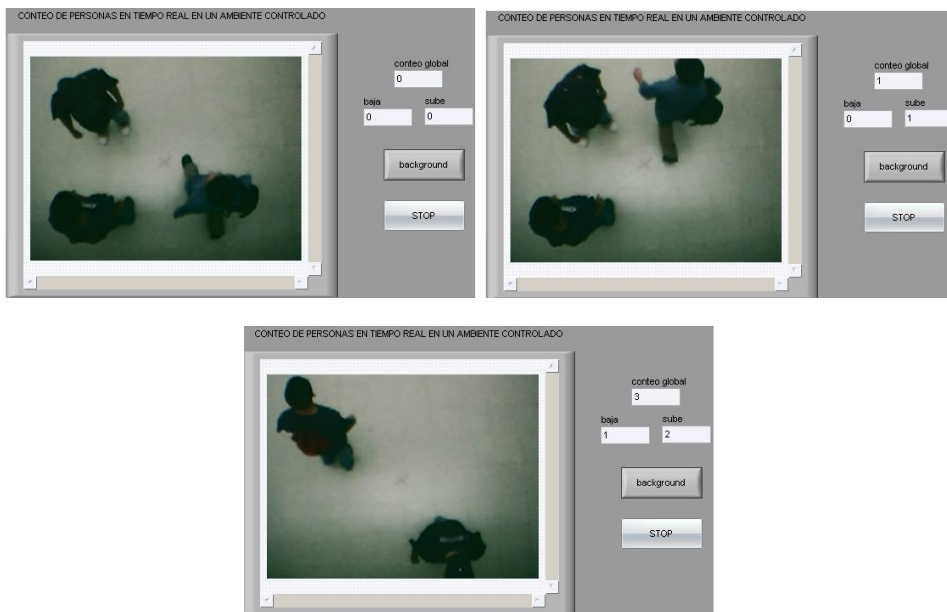 CONTEO DE PERSONAS EN TIEMPO REAL EN UN AMBIENTE CONTROLADO
conteo global
0
baja sube
0 0
background
STOP
CONTEO DE PERSONAS EN TIEMPO REAL EN UN AMBIENTE CONTROLADO
conteo global
1
baja sube
0 1
background
STOP
CONTEO DE PERSONAS EN TIEMPO REAL EN UN AMBIENTE CONTROLADO
conteo global
3
baja sube
1 2
background
STOP